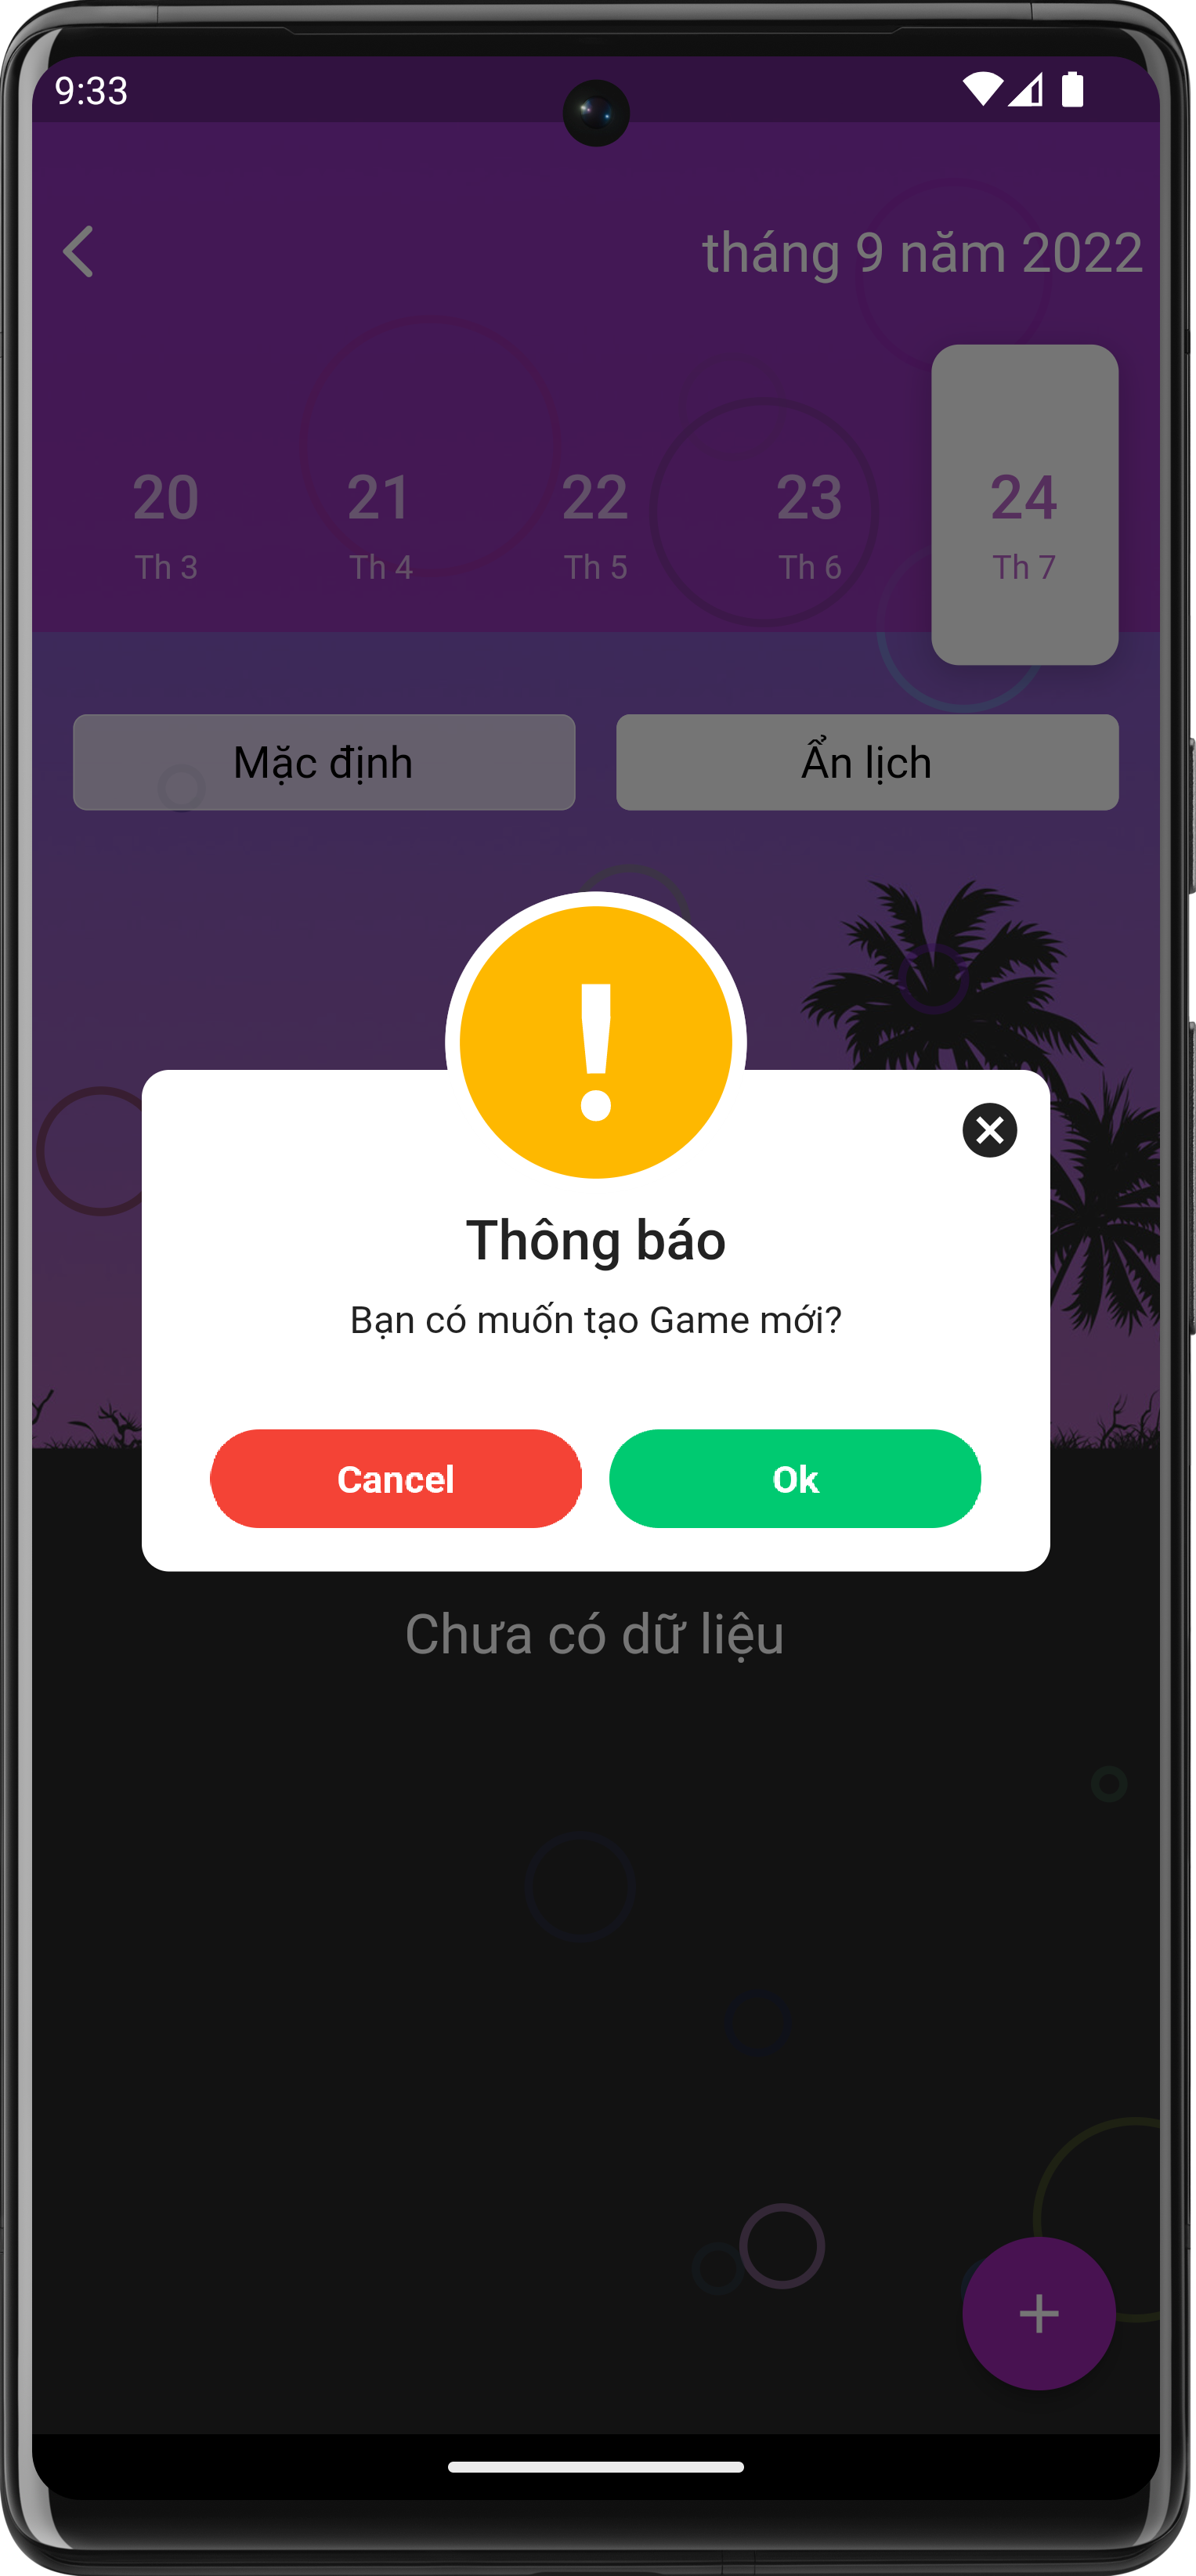 9:33
tháng 9 năm 2022
20 21 22 23 24
Th 3 Th 4 Th 5 Th 6 Th 7
Mặc định Ẩn lịch
Thông báo
Bạn có muốn tạo Game mới?
Cancel Ok
Chưa có dữ liệu